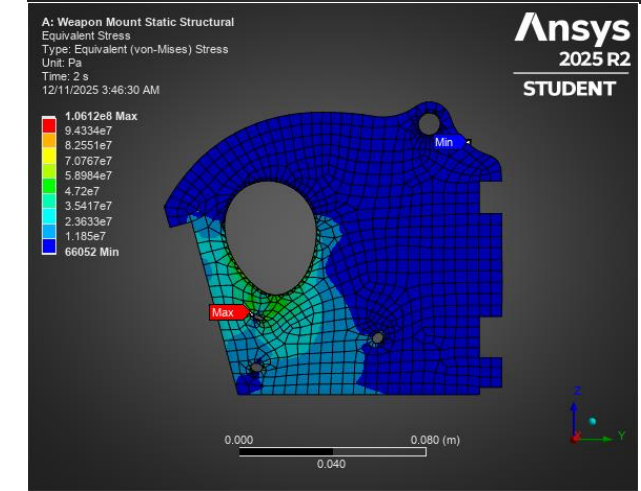 A: Weapon Mount Static Structural
Equivalent Stress
Type: Equivalent (von-Mises) Stress
Unit: Pa
Time: 2 s
12/11/2025 3:46:30 AM
Ansys
2025 R2
STUDENT
1.0612e8 Max
9.4334e7
8.2551e7
7.0767e7
5.8984e7
4.72e7
3.5417e7
2.3633e7
1.185e7
66052 Min
Min
Max
Z
X
Y
0.000
0.080 (m)
0.040